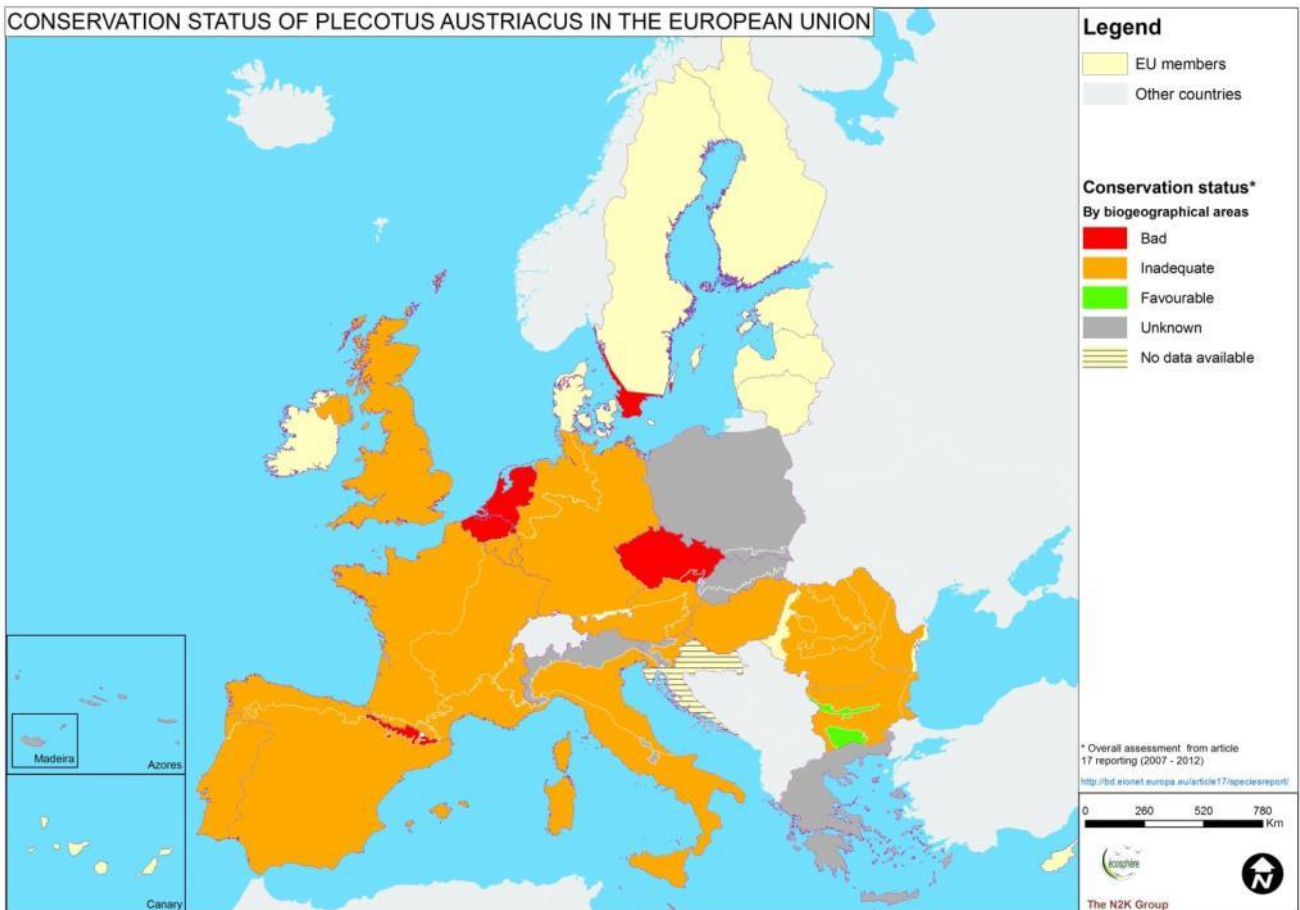 CONSERVATION STATUS OF PLECOTUS AUSTRIACUS IN THE EUROPEAN UNION
Legend
EU members
Other countries
Conservation status*
By biogeographical areas
Bad
Inadequate
Favourable
Unknown
No data available
Madeira
Azores
Canary
* Overall assessment from article
17 reporting (2007 - 2012)
http://bd.eionet.europa.eu/article17/speciesreport/
0 260 520 780
Km
écosphère
N
The N2K Group